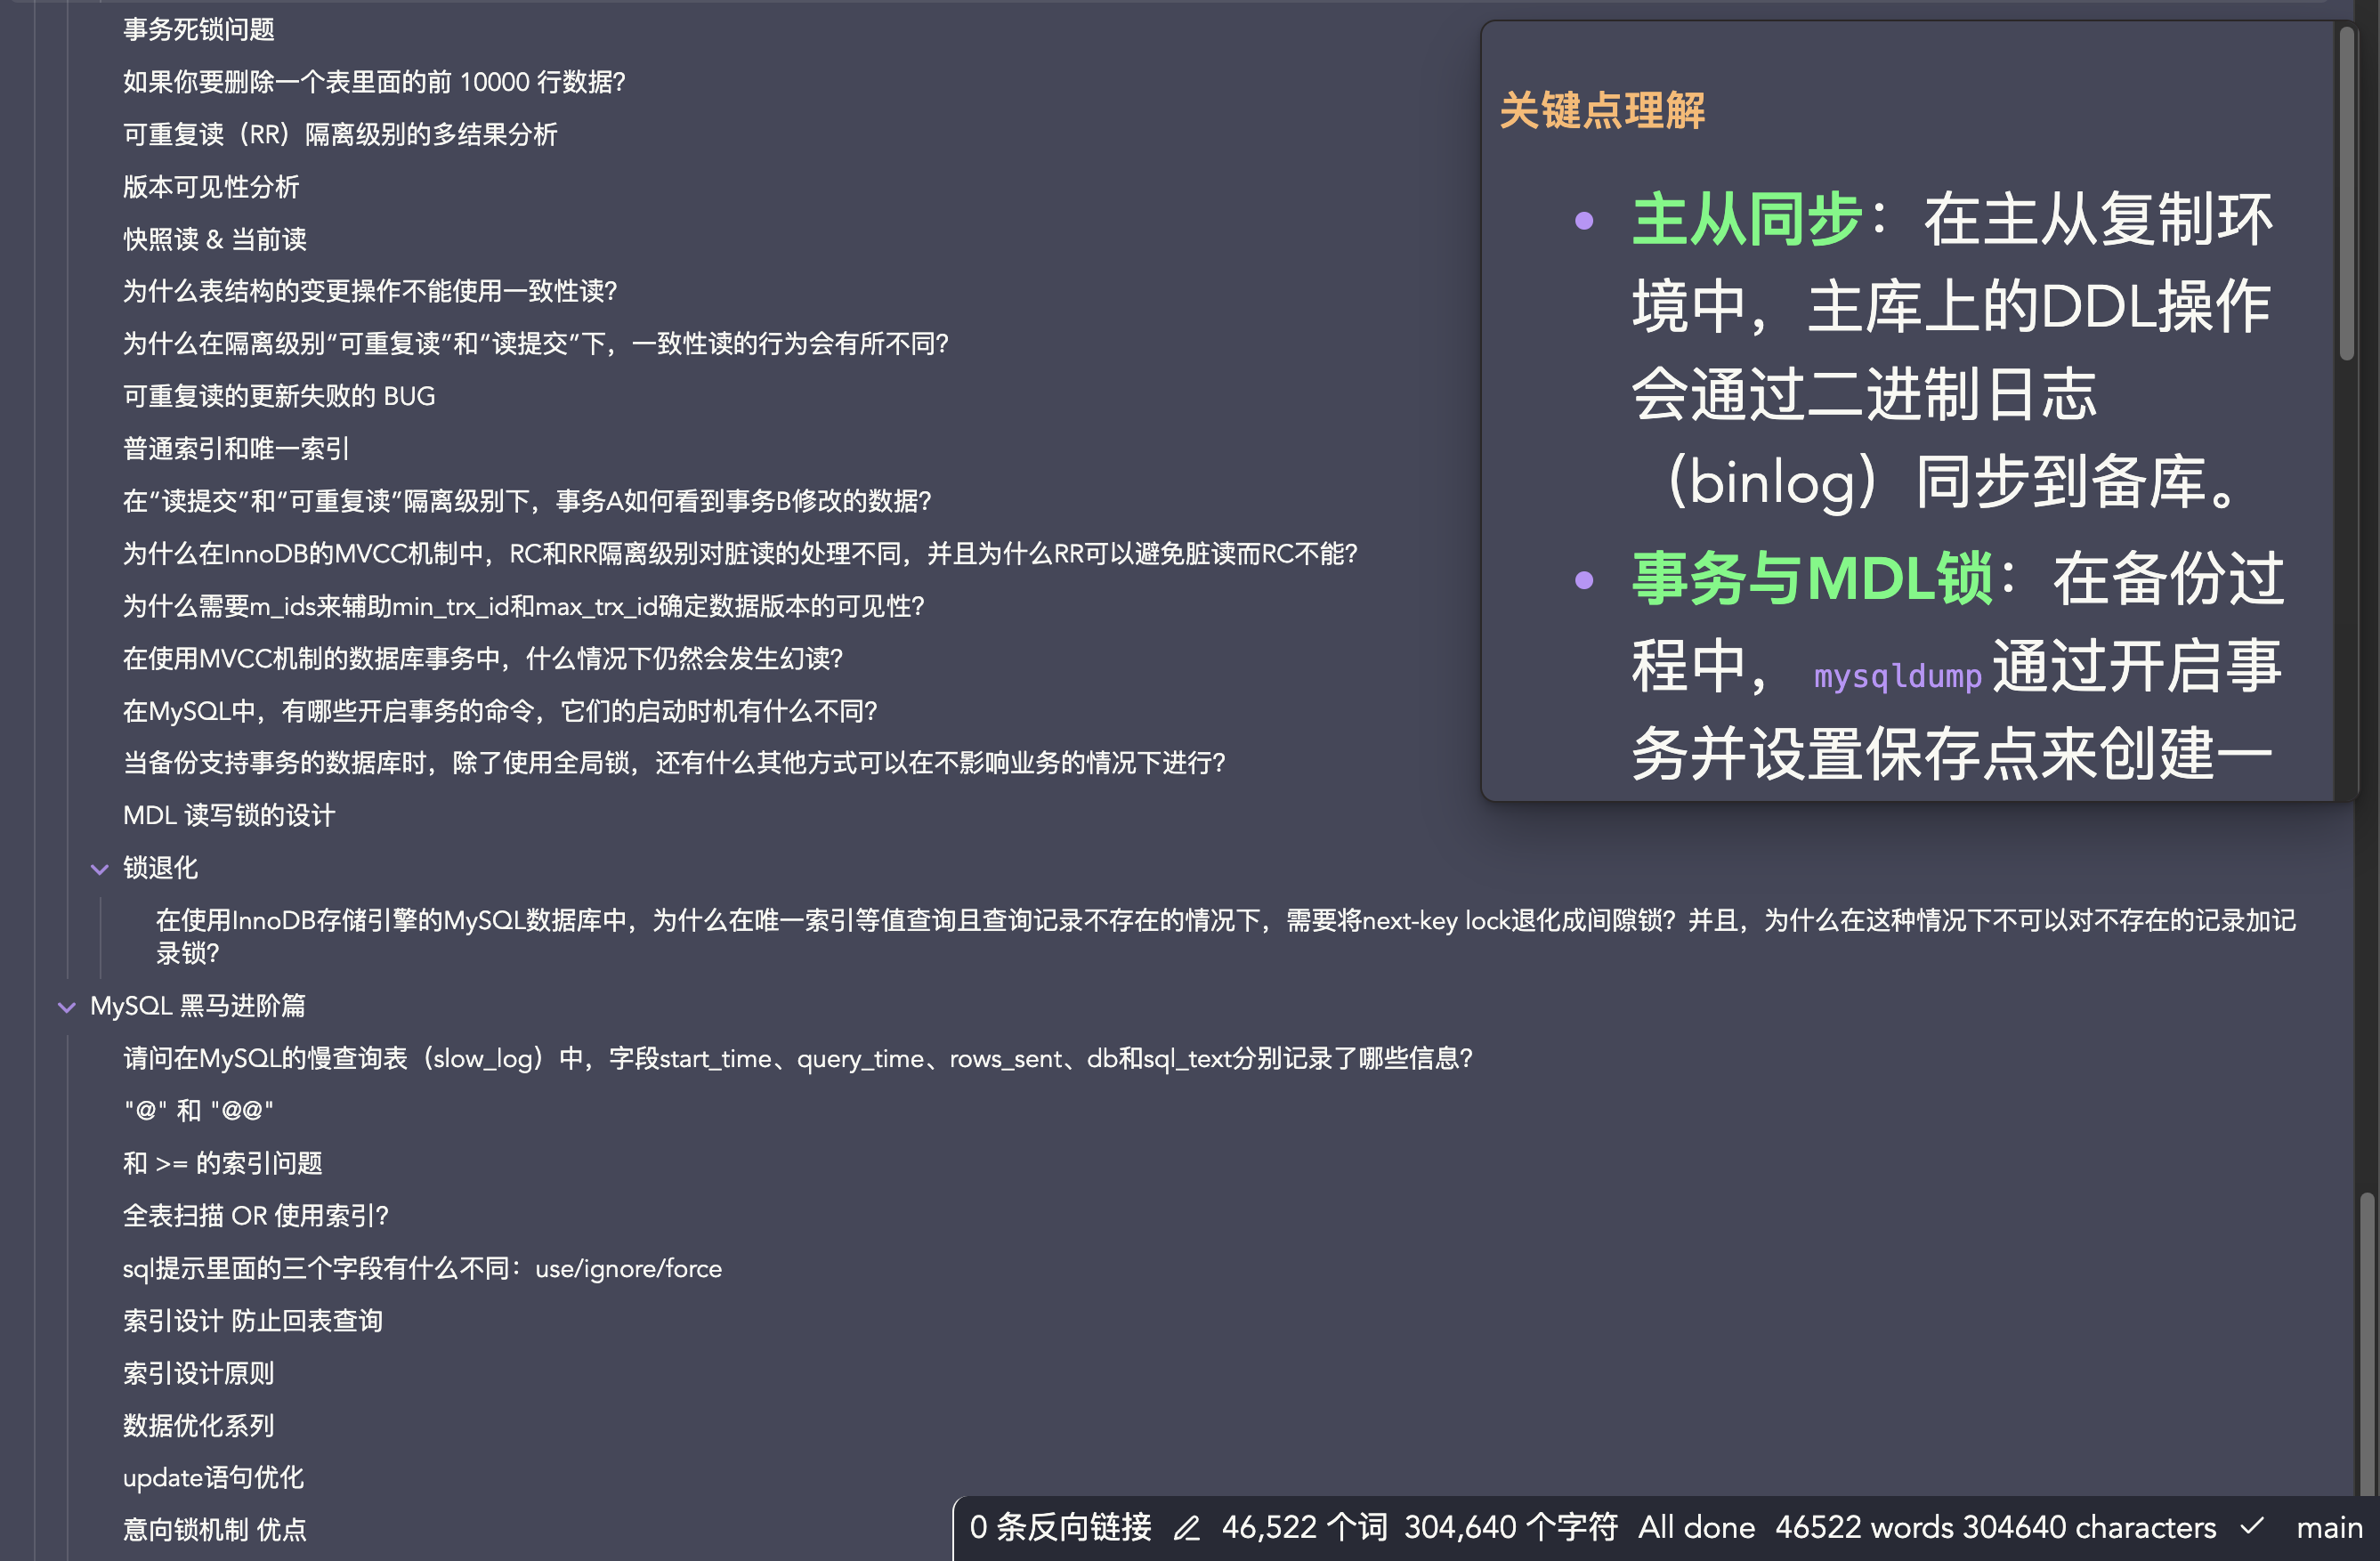 事务死锁问题
如果你要删除一个表里面的前 10000 行数据?
可重复读（RR）隔离级别的多结果分析
版本可见性分析
快照读 & 当前读
为什么表结构的变更操作不能使用一致性读?
为什么在隔离级别“可重复读”和“读提交”下，一致性读的行为会有所不同?
可重复读的更新失败的 BUG
普通索引和唯一索引
在“读提交”和“可重复读”隔离级别下，事务A如何看到事务B修改的数据?
为什么在InnoDB的MVCC机制中，RC和RR隔离级别对脏读的处理不同，并且为什么RR可以避免脏读而RC不能?
为什么需要m_ids来辅助min_trx_id和max_trx_id确定数据版本的可见性?
在使用MVCC机制的数据库事务中，什么情况下仍然会发生幻读?
在MySQL中，有哪些开启事务的命令，它们的启动时机有什么不同?
当备份支持事务的数据库时，除了使用全局锁，还有什么其他方式可以在不影响业务的情况下进行?
MDL 读写锁的设计
锁退化
在使用InnoDB存储引擎的MySQL数据库中，为什么在唯一索引等值查询且查询记录不存在的情况下，需要将next-key lock退化成间隙锁? 并且，为什么在这种情况下不可以对不存在的记录加记
录锁?
MySQL 黑马进阶篇
请问在MySQL的慢查询表（slow_log）中，字段start_time、query_time、rows_sent、db和sql_text分别记录了哪些信息?
"@" 和 "@@"
和 >= 的索引问题
全表扫描 OR 使用索引?
sql提示里面的三个字段有什么不同：use/ignore/force
索引设计 防止回表查询
索引设计原则
数据优化系列
update语句优化
意向锁机制 优点
关键点理解
主从同步：在主从复制环
境中，主库上的DDL操作
会通过二进制日志
（binlog）同步到备库。
事务与MDL锁：在备份过
程中， mysqldump 通过开启事
务并设置保存点来创建一
0 条反向链接 46,522 个词 304,640 个字符 All done 46522 words 304640 characters main